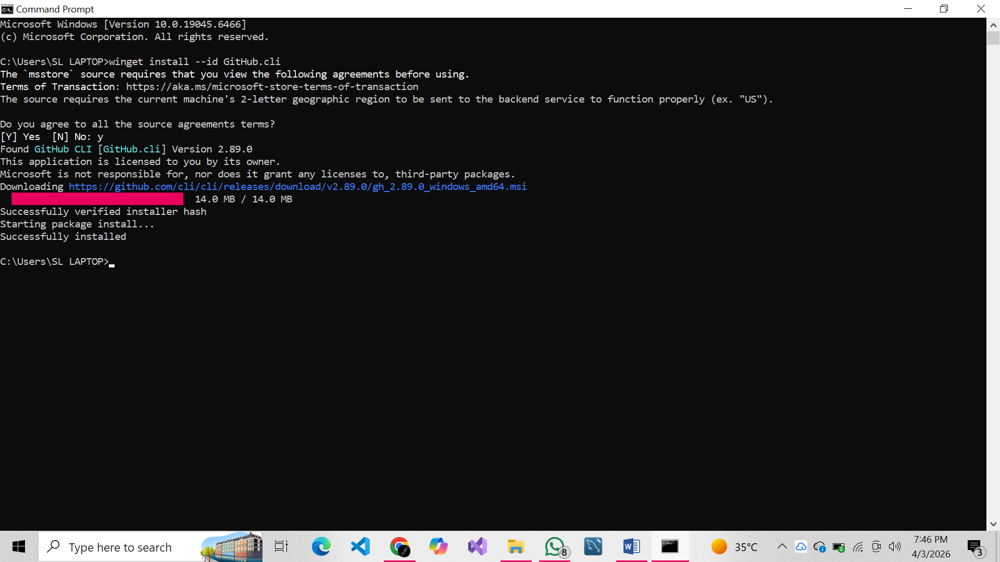 Command Prompt
Microsoft Windows [Version 10.0.19045.6466]
(c) Microsoft Corporation. All rights reserved.
C:\Users\SL LAPTOP>winget install --id GitHub.cli
The `msstore` source requires that you view the following agreements before using.
Terms of Transaction: https://aka.ms/microsoft-store-terms-of-transaction
The source requires the current machine's 2-letter geographic region to be sent to the backend service to function properly (ex. "US").
Do you agree to all the source agreements terms?
[Y] Yes  [N] No: y
Found GitHub CLI [GitHub.cli] Version 2.89.0
This application is licensed to you by its owner.
Microsoft is not responsible for, nor does it grant any licenses to, third-party packages.
Downloading https://github.com/cli/cli/releases/download/v2.89.0/gh_2.89.0_windows_amd64.msi
14.0 MB / 14.0 MB
Successfully verified installer hash
Starting package install...
Successfully installed
C:\Users\SL LAPTOP>
Type here to search
8
35°C
7:46 PM
4/3/2026
3